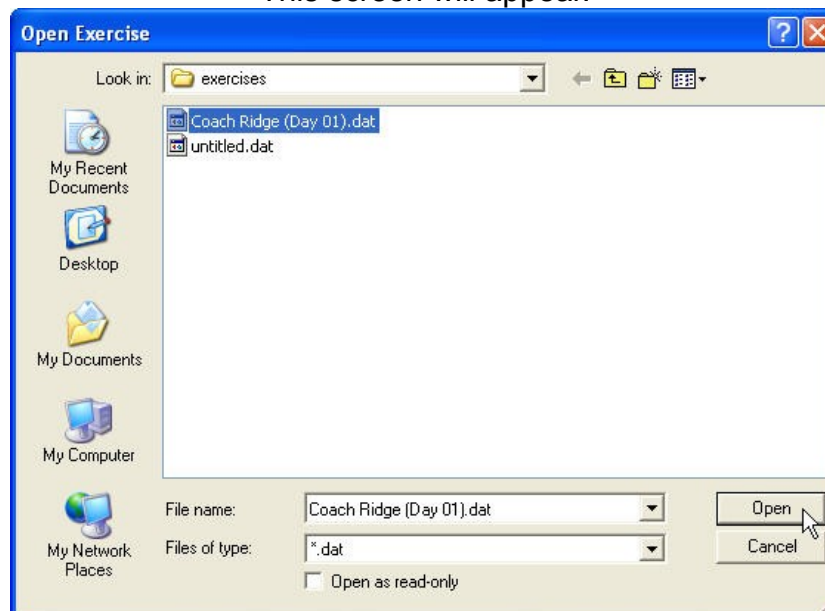 This screen will appear:
Open Exercise
Look in: exercises
Coach Ridge (Day 01).dat
untitled.dat
My Recent
Documents
Desktop
My Documents
My Computer
My Network
Places
File name: Coach Ridge (Day 01).dat Open
Files of type: *.dat Cancel
Open as read-only